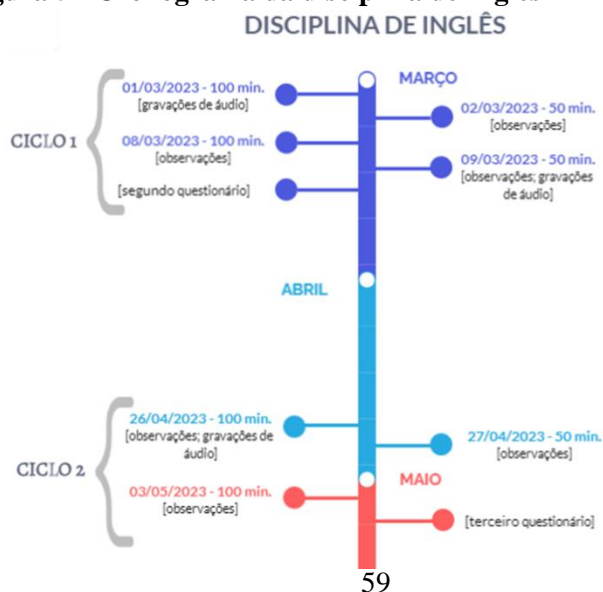 DISCIPLINA DE INGLÊS
MARÇO
01/03/2023 - 100 min.
[gravações de áudio]
02/03/2023 - 50 min.
[observações]
CICLO 1
08/03/2023 - 100 min.
[observações]
09/03/2023 - 50 min.
[observações; gravações
de áudio]
[segundo questionário]
ABRIL
26/04/2023 - 100 min.
[observações; gravações de
áudio]
27/04/2023 - 50 min.
[observações]
CICLO 2
MAIO
03/05/2023 - 100 min.
[observações]
[terceiro questionário]
59